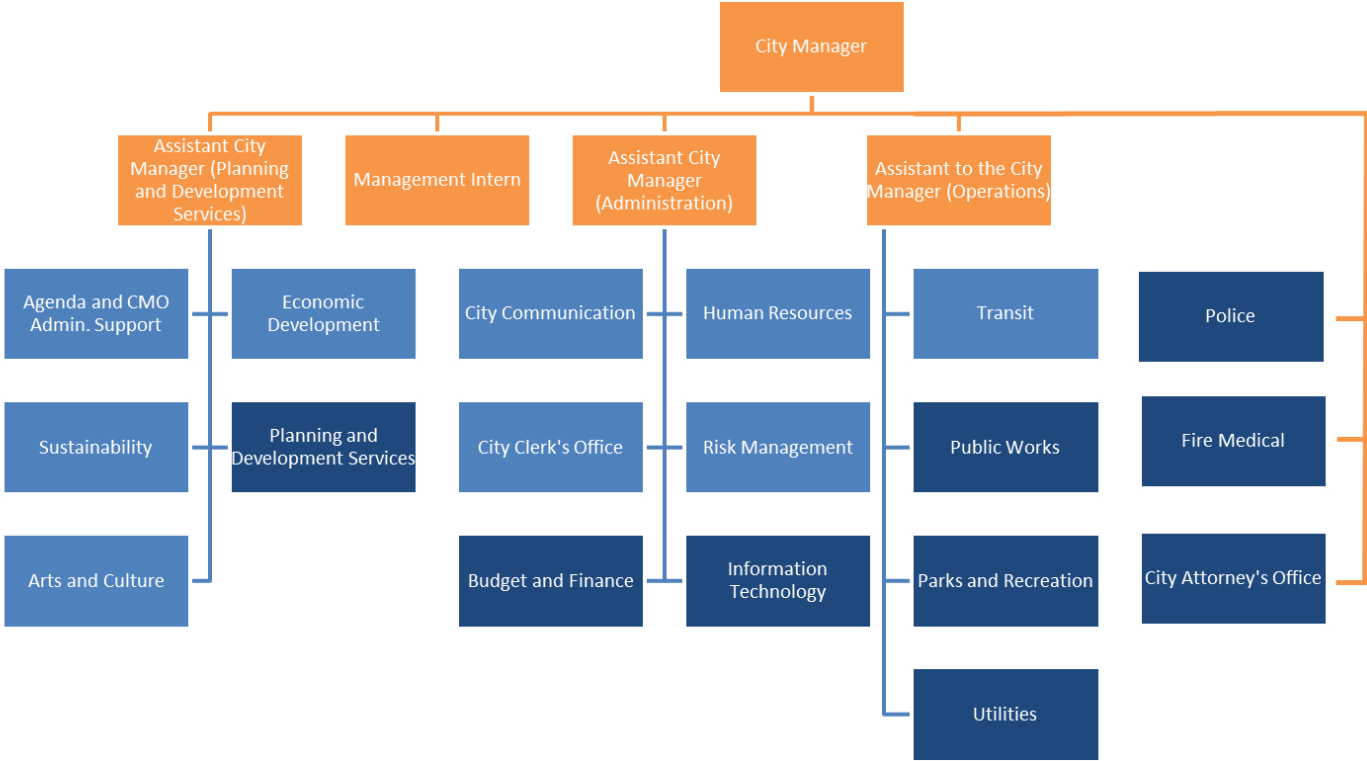 City Manager
Assistant City
Manager (Planning
and Development
Services)
Management Intern
Assistant City
Manager
(Administration)
Assistant to the City
Manager (Operations)
Agenda and CMO
Admin. Support
Economic
Development
City Communication
Human Resources
Transit
Police
Sustainability
Planning and
Development Services
City Clerk's Office
Risk Management
Public Works
Fire Medical
Arts and Culture
Budget and Finance
Information
Technology
Parks and Recreation
City Attorney's Office
Utilities